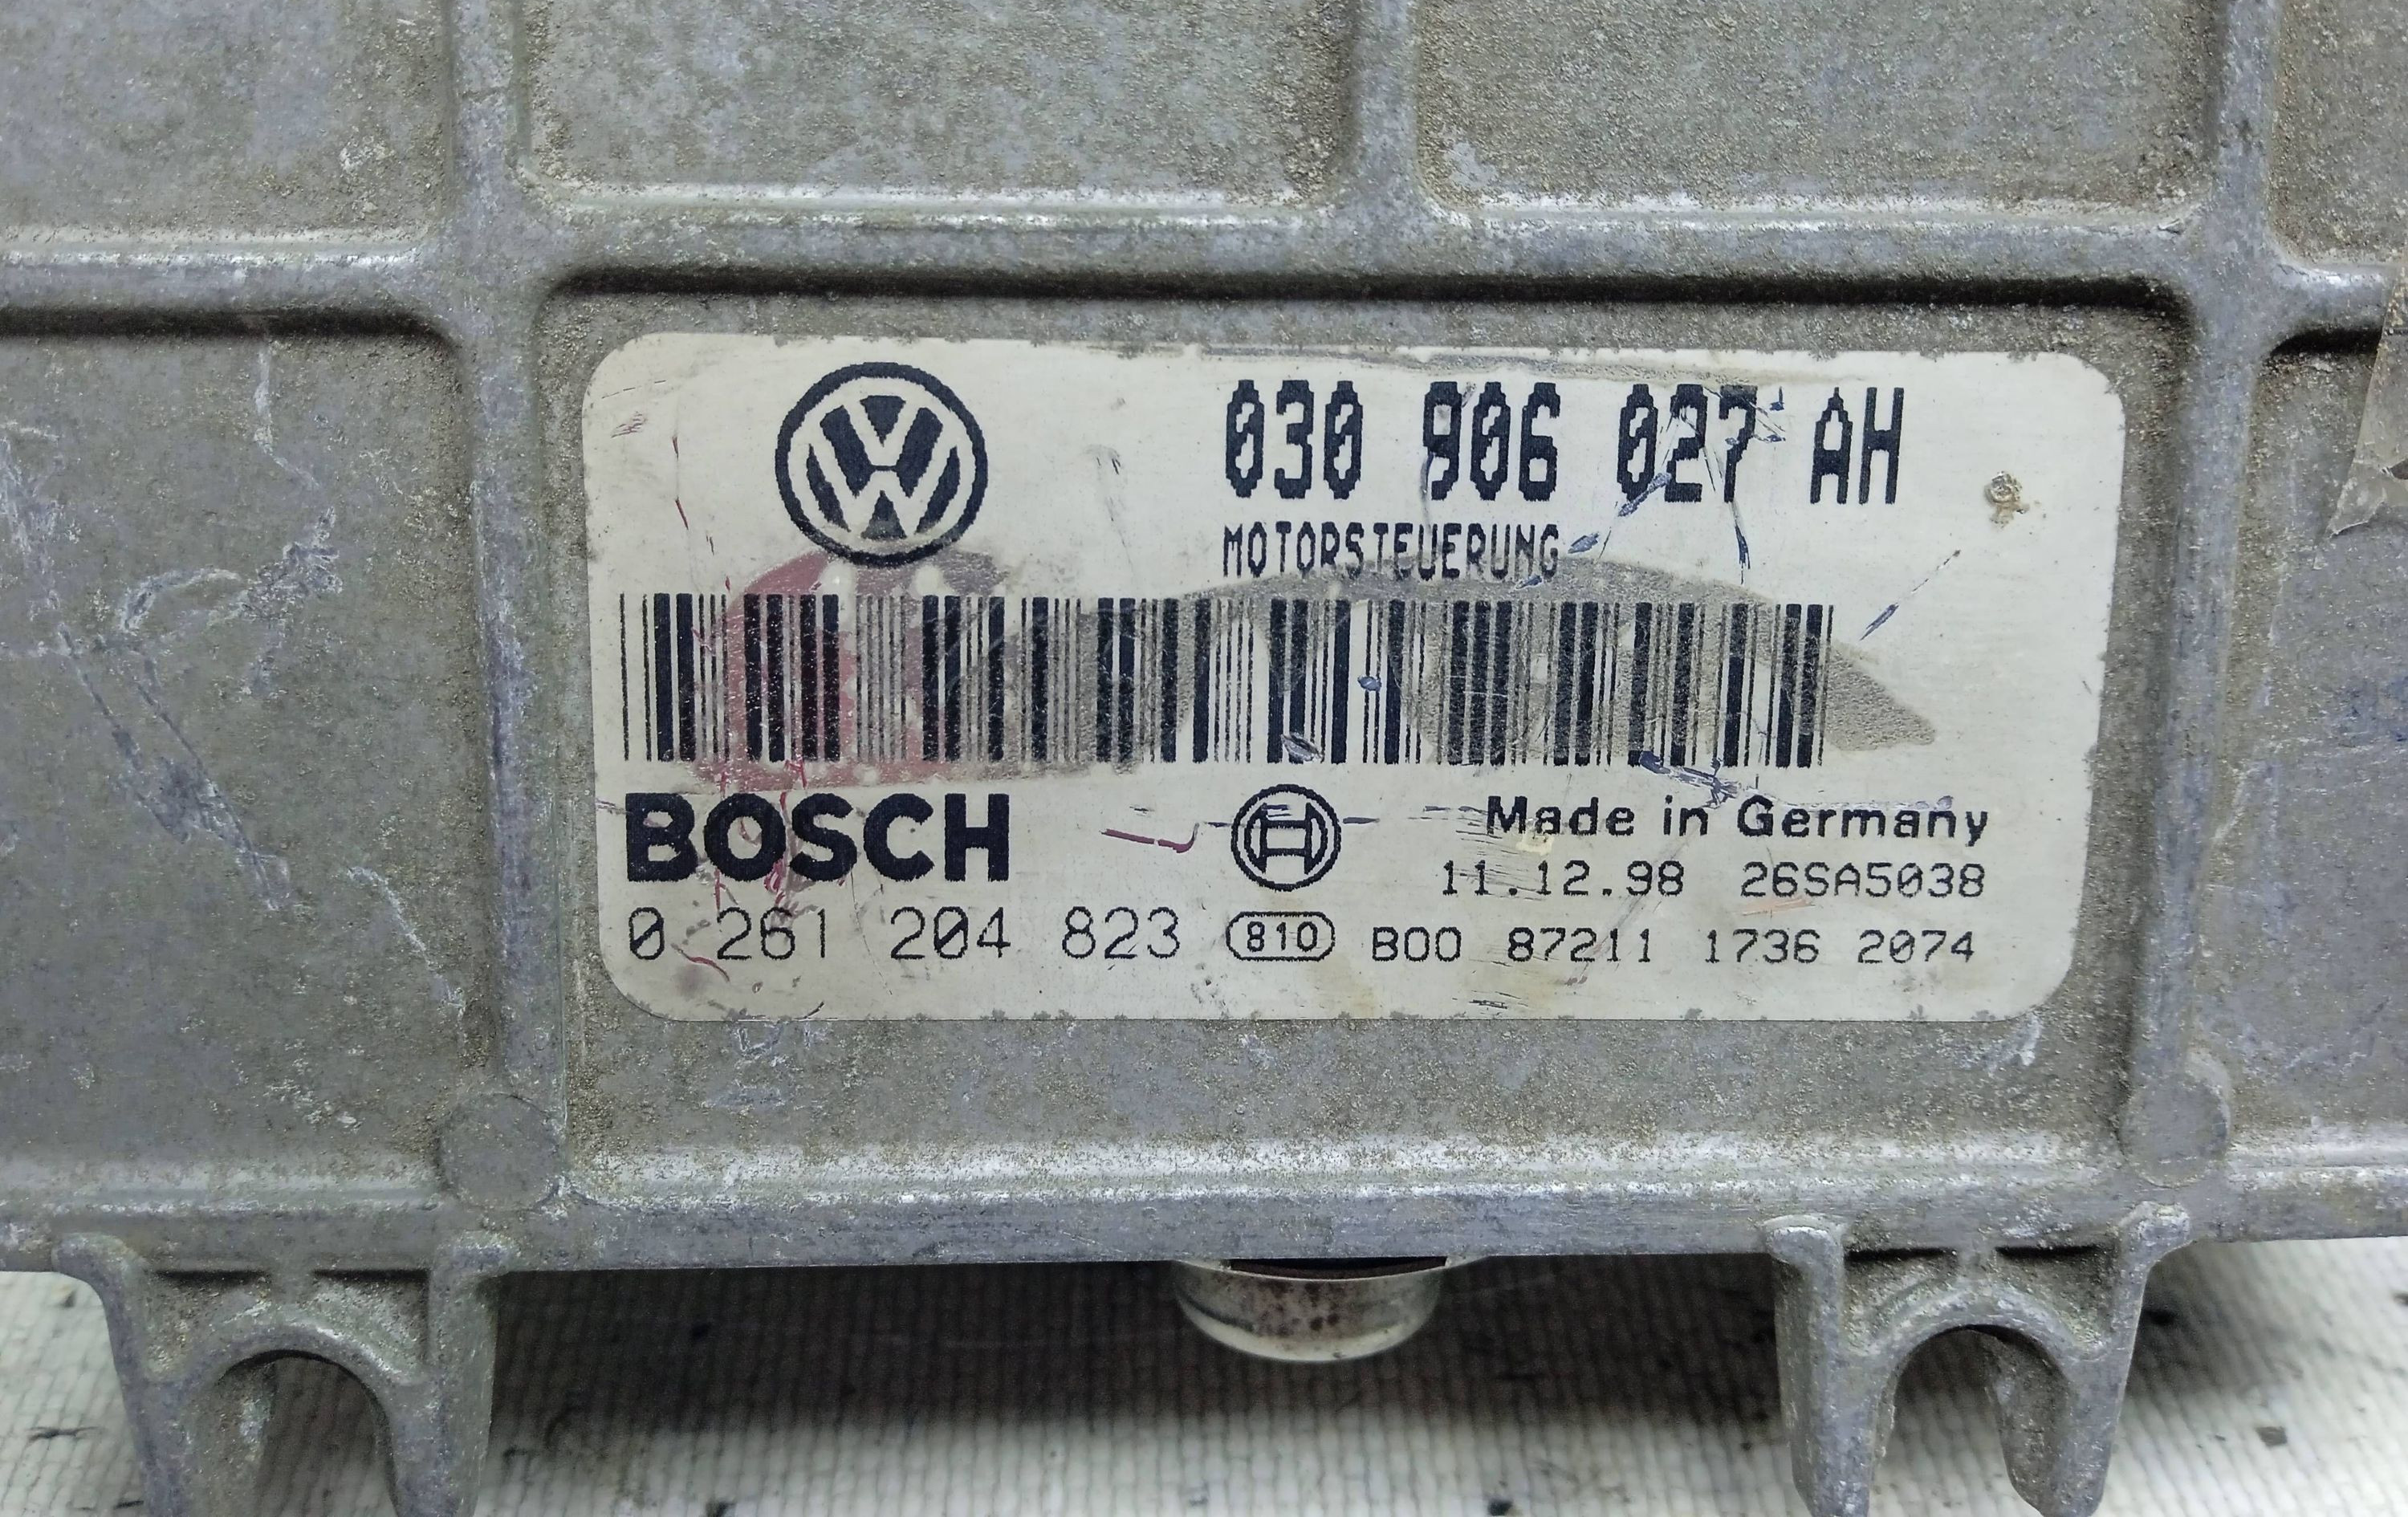 030 906 027 AH
MOTORSTEUERUNG
BOSCH
Made in Germany
11.12.98 26SA5038
0 261 204 823 810 B00 87211 1736 2074